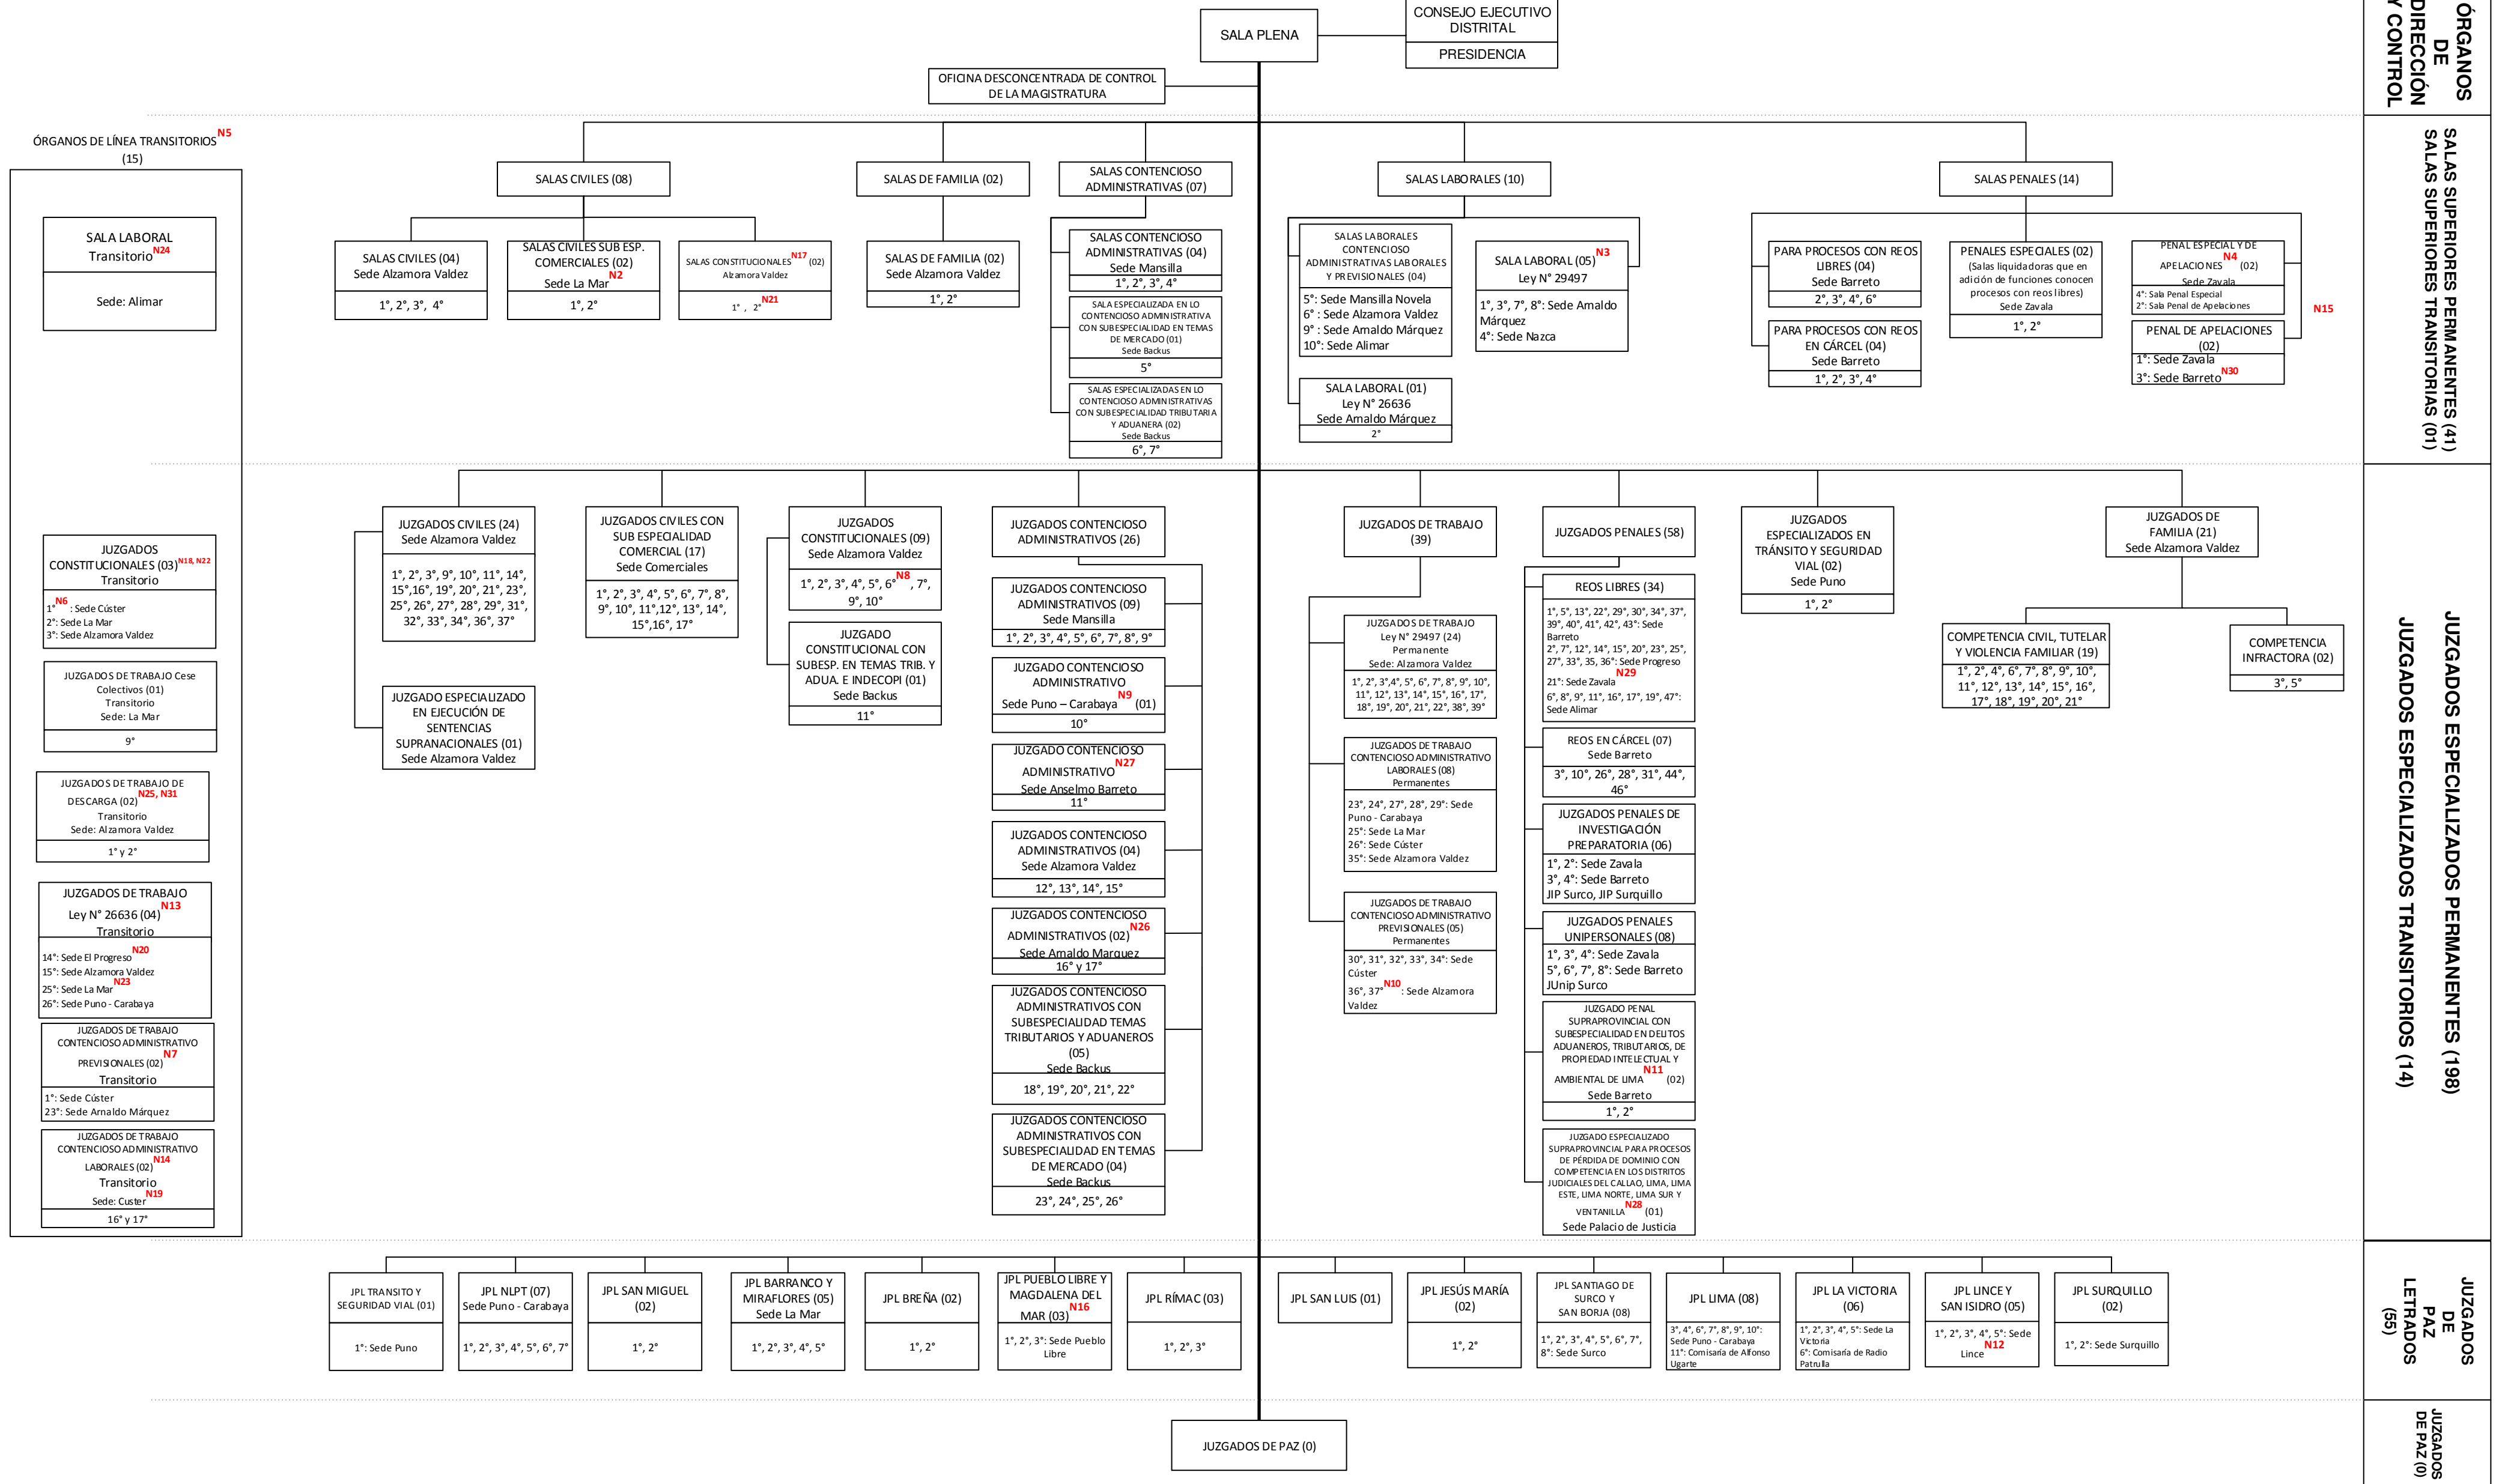 SALA PLENA
CONSEJO EJECUTIVO
DISTRITAL
PRESIDENCIA
OFICINA DESCONCENTRADA DE CONTROL
DE LA MAGISTRATURA
ÓRGANOS
DE
DIRECCIÓN
Y CONTROL
ÓRGANOS DE LÍNEA TRANSITORIOS N5
(15)
SALA LABORAL
Transitorio N24
Sede: Alimar
SALAS CIVILES (08)
SALAS CIVILES (04)
Sede Alzamora Valdez
1°, 2°, 3°, 4°
SALAS CIVILES SUB ESP.
COMERCIALES (02)
Sede La Mar N2
1°, 2°
SALAS CONSTITUCIONALES N17 (02)
Alzamora Valdez
1° , 2° N21
SALAS DE FAMILIA (02)
SALAS DE FAMILIA (02)
Sede Alzamora Valdez
1°, 2°
SALAS CONTENCIOSO
ADMINISTRATIVAS (07)
SALAS CONTENCIOSO
ADMINISTRATIVAS (04)
Sede Mansilla
1°, 2°, 3°, 4°
SALA ESPECIALIZADA EN LO
CONTENCIOSO ADMINISTRATIVA
CON SUBESPECIALIDAD EN TEMAS
DE MERCADO (01)
Sede Backus
5°
SALAS ESPECIALIZADAS EN LO
CONTENCIOSO ADMINISTRATIVAS
CON SUBESPECIALIDAD TRIBUTARIA
Y ADUANERA (02)
Sede Backus
6°, 7°
SALAS LABORALES (10)
SALAS LABORALES
CONTENCIOSO
ADMINISTRATIVAS LABORALES
Y PREVISIONALES (04)
5°: Sede Mansilla Novela
6° : Sede Alzamora Valdez
9° : Sede Arnaldo Márquez
10°: Sede Alimar
SALA LABORAL (01)
Ley N° 26636
Sede Arnaldo Márquez
2°
SALA LABORAL (05) N3
Ley N° 29497
1°, 3°, 7°, 8°: Sede Arnaldo
Márquez
4°: Sede Nazca
SALAS PENALES (14)
PARA PROCESOS CON REOS
LIBRES (04)
Sede Barreto
2°, 3°, 4°, 6°
PARA PROCESOS CON REOS
EN CÁRCEL (04)
Sede Barreto
1°, 2°, 3°, 4°
PENALES ESPECIALES (02)
(Salas liquidadoras que en
adición de funciones conocen
procesos con reos libres)
Sede Zavala
1°, 2°
PENAL ESPECIAL Y DE
APELACIONES N4 (02)
Sede Zavala
4°: Sala Penal Especial
2°: Sala Penal de Apelaciones
PENAL DE APELACIONES
(02)
1°: Sede Zavala
3°: Sede Barreto N30
N15
SALAS SUPERIORES PERMANENTES (41)
SALAS SUPERIORES TRANSITORIAS (01)
JUZGADOS
CONSTITUCIONALES (03) N18, N22
Transitorio
1° N6 : Sede Cúster
2°: Sede La Mar
3°: Sede Alzamora Valdez
JUZGADOS DE TRABAJO Cese
Colectivos (01)
Transitorio
Sede: La Mar
9°
JUZGADOS DE TRABAJO DE
DESCARGA (02) N25, N31
Transitorio
Sede: Alzamora Valdez
1° y 2°
JUZGADOS DE TRABAJO
Ley N° 26636 (04) N13
Transitorio
14°: Sede El Progreso N20
15°: Sede Alzamora Valdez
25°: Sede La Mar N23
26°: Sede Puno - Carabaya
JUZGADOS DE TRABAJO
CONTENCIOSO ADMINISTRATIVO
PREVISIONALES (02) N7
Transitorio
1°: Sede Cúster
23°: Sede Arnaldo Márquez
JUZGADOS DE TRABAJO
CONTENCIOSO ADMINISTRATIVO
LABORALES (02) N14
Transitorio
Sede: Custer N19
16° y 17°
JUZGADOS CIVILES (24)
Sede Alzamora Valdez
1°, 2°, 3°, 9°, 10°, 11°, 14°,
15°,16°, 19°, 20°, 21°, 23°,
25°, 26°, 27°, 28°, 29°, 31°,
32°, 33°, 34°, 36°, 37°
JUZGADO ESPECIALIZADO
EN EJECUCIÓN DE
SENTENCIAS
SUPRANACIONALES (01)
Sede Alzamora Valdez
JUZGADOS CIVILES CON
SUB ESPECIALIDAD
COMERCIAL (17)
Sede Comerciales
1°, 2°, 3°, 4°, 5°, 6°, 7°, 8°,
9°, 10°, 11°,12°, 13°, 14°,
15°,16°, 17°
JUZGADOS
CONSTITUCIONALES (09)
Sede Alzamora Valdez
1°, 2°, 3°, 4°, 5°, 6° N8 , 7°,
9°, 10°
JUZGADO
CONSTITUCIONAL CON
SUBESP. EN TEMAS TRIB. Y
ADUA. E INDECOPI (01)
Sede Backus
11°
JUZGADOS CONTENCIOSO
ADMINISTRATIVOS (26)
JUZGADOS CONTENCIOSO
ADMINISTRATIVOS (09)
Sede Mansilla
1°, 2°, 3°, 4°, 5°, 6°, 7°, 8°, 9°
JUZGADO CONTENCIOSO
ADMINISTRATIVO
Sede Puno – Carabaya N9 (01)
10°
JUZGADO CONTENCIOSO
ADMINISTRATIVO N27
Sede Anselmo Barreto
11°
JUZGADOS CONTENCIOSO
ADMINISTRATIVOS (04)
Sede Alzamora Valdez
12°, 13°, 14°, 15°
JUZGADOS CONTENCIOSO
ADMINISTRATIVOS (02) N26
Sede Arnaldo Marquez
16° y 17°
JUZGADOS CONTENCIOSO
ADMINISTRATIVOS CON
SUBESPECIALIDAD TEMAS
TRIBUTARIOS Y ADUANEROS
(05)
Sede Backus
18°, 19°, 20°, 21°, 22°
JUZGADOS CONTENCIOSO
ADMINISTRATIVOS CON
SUBESPECIALIDAD EN TEMAS
DE MERCADO (04)
Sede Backus
23°, 24°, 25°, 26°
JUZGADOS DE TRABAJO
(39)
JUZGADOS DE TRABAJO
Ley N° 29497 (24)
Permanente
Sede: Alzamora Valdez
1°, 2°, 3°,4°, 5°, 6°, 7°, 8°, 9°, 10°,
11°, 12°, 13°, 14°, 15°, 16°, 17°,
18°, 19°, 20°, 21°, 22°, 38°, 39°
JUZGADOS DE TRABAJO
CONTENCIOSO ADMINISTRATIVO
LABORALES (08)
Permanentes
23°, 24°, 27°, 28°, 29°: Sede
Puno - Carabaya
25°: Sede La Mar
26°: Sede Cúster
35°: Sede Alzamora Valdez
JUZGADOS DE TRABAJO
CONTENCIOSO ADMINISTRATIVO
PREVISIONALES (05)
Permanentes
30°, 31°, 32°, 33°, 34°: Sede
Cúster
36°, 37° N10 : Sede Alzamora
Valdez
JUZGADOS PENALES (58)
REOS LIBRES (34)
1°, 5°, 13°, 22°, 29°, 30°, 34°, 37°,
39°, 40°, 41°, 42°, 43°: Sede
Barreto
2°, 7°, 12°, 14°, 15°, 20°, 23°, 25°,
27°, 33°, 35, 36°: Sede Progreso
N29
21°: Sede Zavala
6°, 8°, 9°, 11°, 16°, 17°, 19°, 47°:
Sede Alimar
REOS EN CÁRCEL (07)
Sede Barreto
3°, 10°, 26°, 28°, 31°, 44°,
46°
JUZGADOS PENALES DE
INVESTIGACIÓN
PREPARATORIA (06)
1°, 2°: Sede Zavala
3°, 4°: Sede Barreto
JIP Surco, JIP Surquillo
JUZGADOS PENALES
UNIPERSONALES (08)
1°, 3°, 4°: Sede Zavala
5°, 6°, 7°, 8°: Sede Barreto
JUnip Surco
JUZGADO PENAL
SUPRAPROVINCIAL CON
SUBESPECIALIDAD EN DELITOS
ADUANEROS, TRIBUTARIOS, DE
PROPIEDAD INTELECTUAL Y
AMBIENTAL DE LIMA N11 (02)
Sede Barreto
1°, 2°
JUZGADO ESPECIALIZADO
SUPRAPROVINCIAL PARA PROCESOS
DE PÉRDIDA DE DOMINIO CON
COMPETENCIA EN LOS DISTRITOS
JUDICIALES DEL CALLAO, LIMA, LIMA
ESTE, LIMA NORTE, LIMA SUR Y
VENTANILLA N28 (01)
Sede Palacio de Justicia
JUZGADOS
ESPECIALIZADOS EN
TRÁNSITO Y SEGURIDAD
VIAL (02)
Sede Puno
1°, 2°
JUZGADOS DE
FAMILIA (21)
Sede Alzamora Valdez
COMPETENCIA CIVIL, TUTELAR
Y VIOLENCIA FAMILIAR (19)
1°, 2°, 4°, 6°, 7°, 8°, 9°, 10°,
11°, 12°, 13°, 14°, 15°, 16°,
17°, 18°, 19°, 20°, 21°
COMPETENCIA
INFRACTORA (02)
3°, 5°
JUZGADOS ESPECIALIZADOS PERMANENTES (198)
JUZGADOS ESPECIALIZADOS TRANSITORIOS (14)
JPL TRANSITO Y
SEGURIDAD VIAL (01)
1°: Sede Puno
JPL NLPT (07)
Sede Puno - Carabaya
1°, 2°, 3°, 4°, 5°, 6°, 7°
JPL SAN MIGUEL
(02)
1°, 2°
JPL BARRANCO Y
MIRAFLORES (05)
Sede La Mar
1°, 2°, 3°, 4°, 5°
JPL BREÑA (02)
1°, 2°
JPL PUEBLO LIBRE Y
MAGDALENA DEL
MAR (03) N16
1°, 2°, 3°: Sede Pueblo
Libre
JPL RÍMAC (03)
1°, 2°, 3°
JPL SAN LUIS (01)
JPL JESÚS MARÍA
(02)
1°, 2°
JPL SANTIAGO DE
SURCO Y
SAN BORJA (08)
1°, 2°, 3°, 4°, 5°, 6°, 7°,
8°: Sede Surco
JPL LIMA (08)
3°, 4°, 6°, 7°, 8°, 9°, 10°:
Sede Puno - Carabaya
11°: Comisaría de Alfonso
Ugarte
JPL LA VICTORIA
(06)
1°, 2°, 3°, 4°, 5°: Sede La
Victoria
6°: Comisaría de Radio
Patrulla
JPL LINCE Y
SAN ISIDRO (05)
1°, 2°, 3°, 4°, 5°: Sede
Lince N12
JPL SURQUILLO
(02)
1°, 2°: Sede Surquillo
JUZGADOS
DE
PAZ
LETRADOS
(55)
JUZGADOS DE PAZ (0)
JUZGADOS
DE PAZ (0)